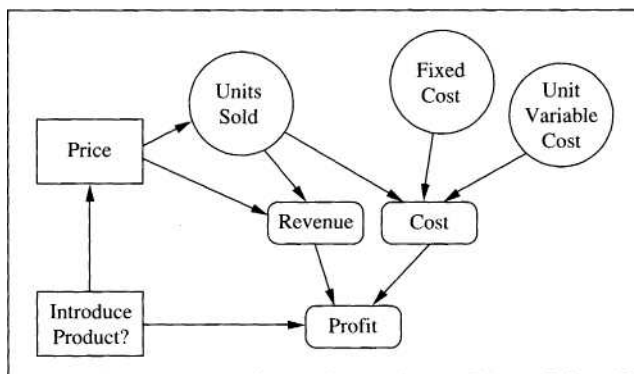 Fixed
Cost
Units
Sold
Unit
Variable
Cost
Price
Revenue
Cost
Introduce
Product?
Profit